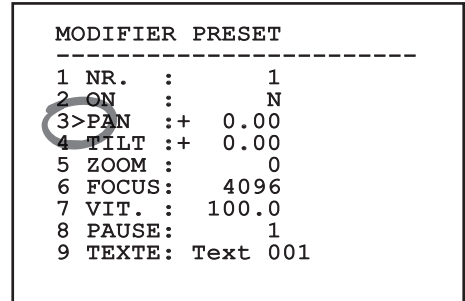 MODIFIER PRESET
-------------------------
1 NR.   :       1
2 ON    :       N
3>PAN  :+  0.00
4 TILT :+  0.00
5 ZOOM :       0
6 FOCUS:    4096
7 VIT. :   100.0
8 PAUSE:       1
9 TEXTE: Text 001